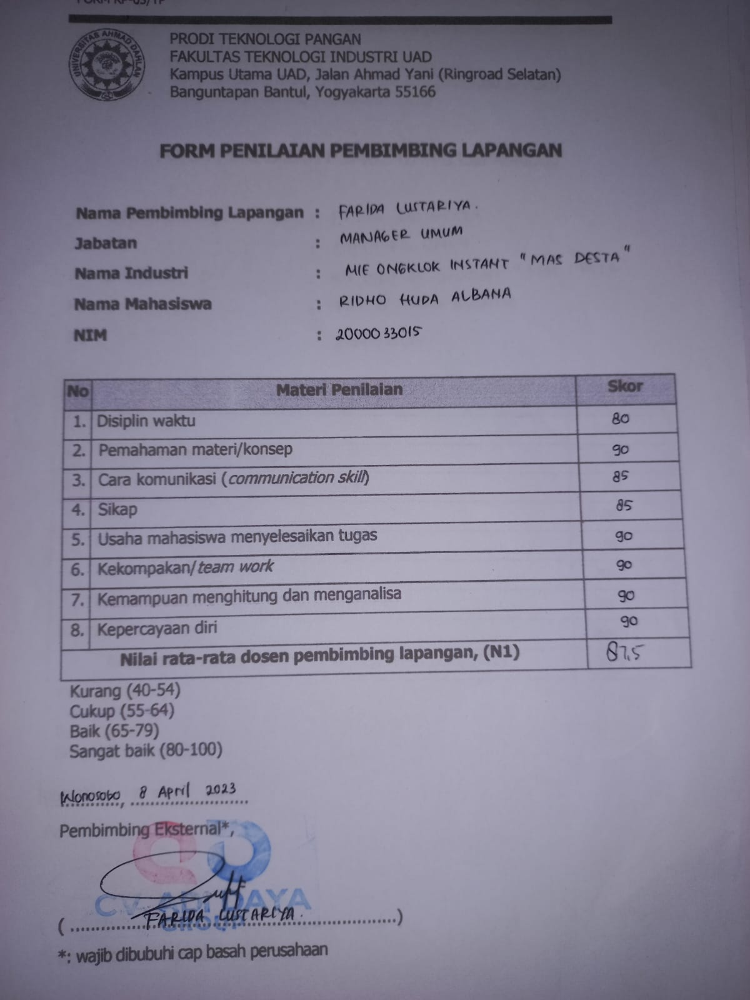 FORM KP-03/TP
UNIVERSITAS AHMAD DAHLAN
PRODI TEKNOLOGI PANGAN
FAKULTAS TEKNOLOGI INDUSTRI UAD
Kampus Utama UAD, Jalan Ahmad Yani (Ringroad Selatan)
Banguntapan Bantul, Yogyakarta 55166
FORM PENILAIAN PEMBIMBING LAPANGAN
Nama Pembimbing Lapangan : FARIDA LUSTARIYA.
Jabatan : MANAGER UMUM
Nama Industri : MIE ONGKLOK INSTANT "MAS DESTA"
Nama Mahasiswa : RIDHO HUDA ALBANA
NIM : 2000033015
No Materi Penilaian Skor
1. Disiplin waktu 80
2. Pemahaman materi/konsep 90
3. Cara komunikasi (communication skill) 85
4. Sikap 85
5. Usaha mahasiswa menyelesaikan tugas 90
6. Kekompakan/team work 90
7. Kemampuan menghitung dan menganalisa 90
8. Kepercayaan diri 90
Nilai rata-rata dosen pembimbing lapangan, (N1) 87,5
Kurang (40-54)
Cukup (55-64)
Baik (65-79)
Sangat baik (80-100)
Wonosobo, 8 April 2023
Pembimbing Eksternal*,
CV ADIDAYA
GROUP
(FARIDA LUSTARIYA.)
*: wajib dibubuhi cap basah perusahaan